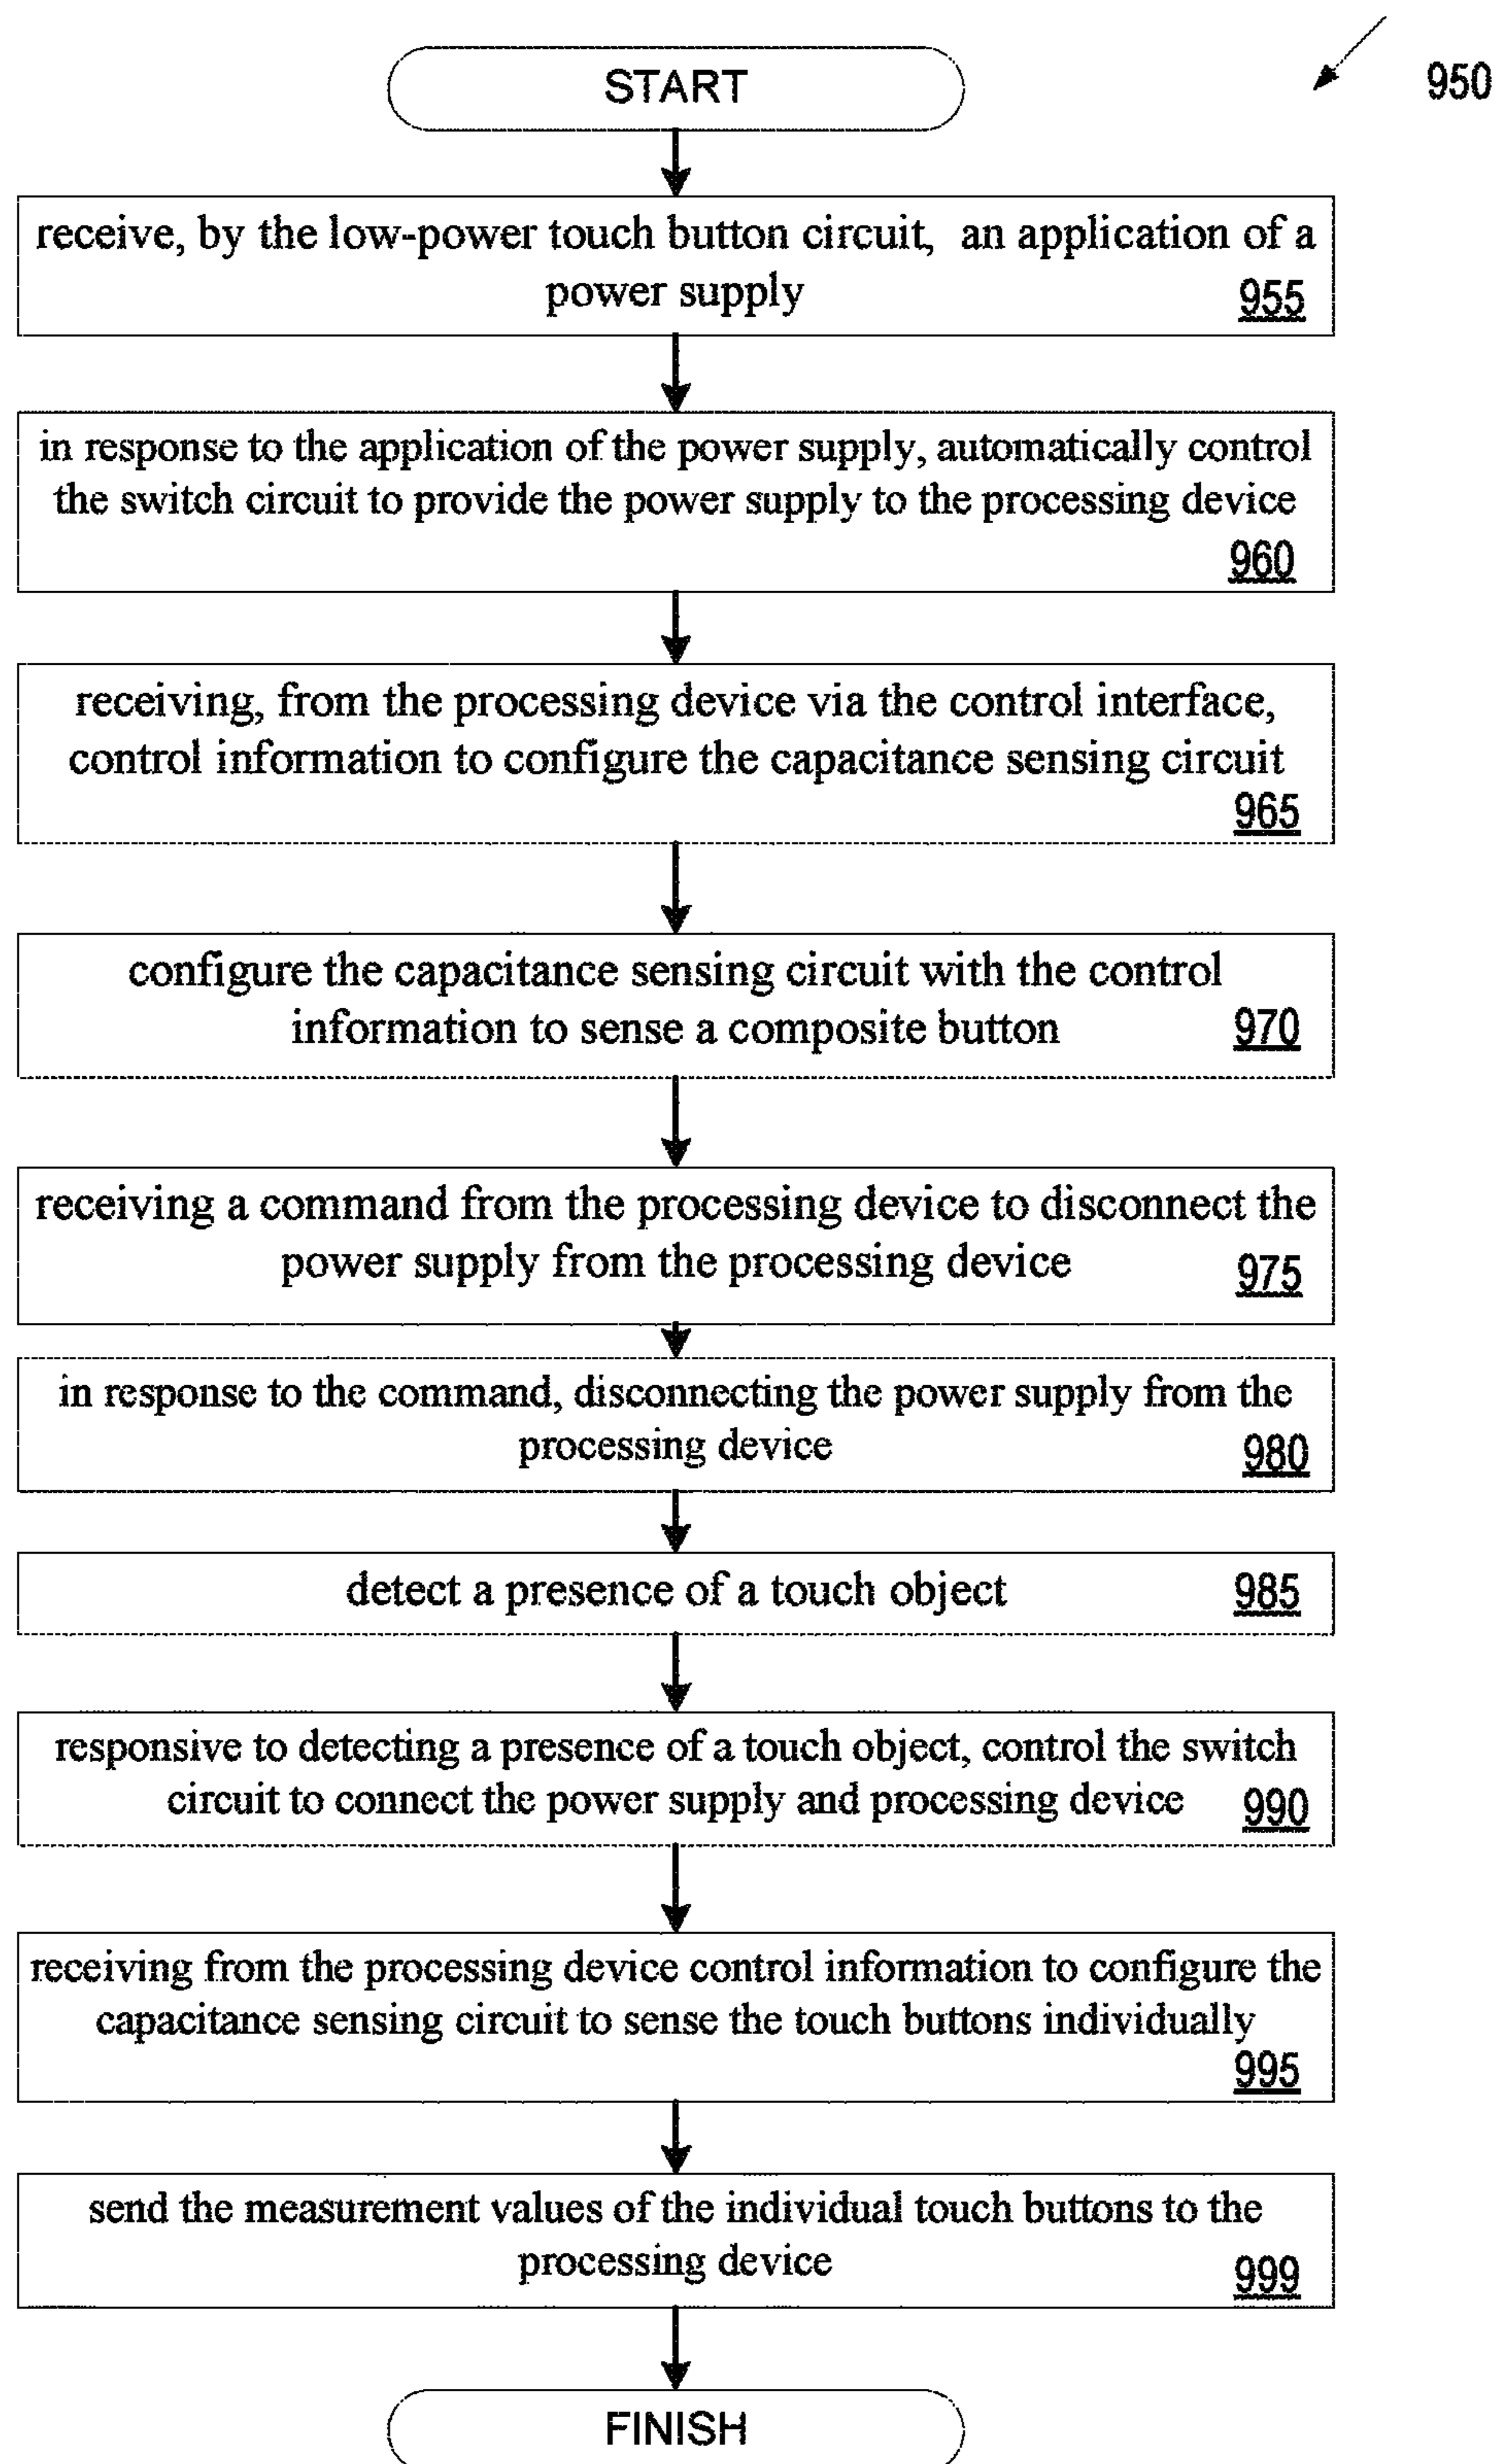 START
950
receive, by the low-power touch button circuit, an application of a
power supply
955
in response to the application of the power supply, automatically control
the switch circuit to provide the power supply to the processing device
960
receiving, from the processing device via the control interface,
control information to configure the capacitance sensing circuit
965
configure the capacitance sensing circuit with the control
information to sense a composite button
970
receiving a command from the processing device to disconnect the
power supply from the processing device
975
in response to the command, disconnecting the power supply from the
processing device
980
detect a presence of a touch object
985
responsive to detecting a presence of a touch object, control the switch
circuit to connect the power supply and processing device
990
receiving from the processing device control information to configure the
capacitance sensing circuit to sense the touch buttons individually
995
send the measurement values of the individual touch buttons to the
processing device
999
FINISH